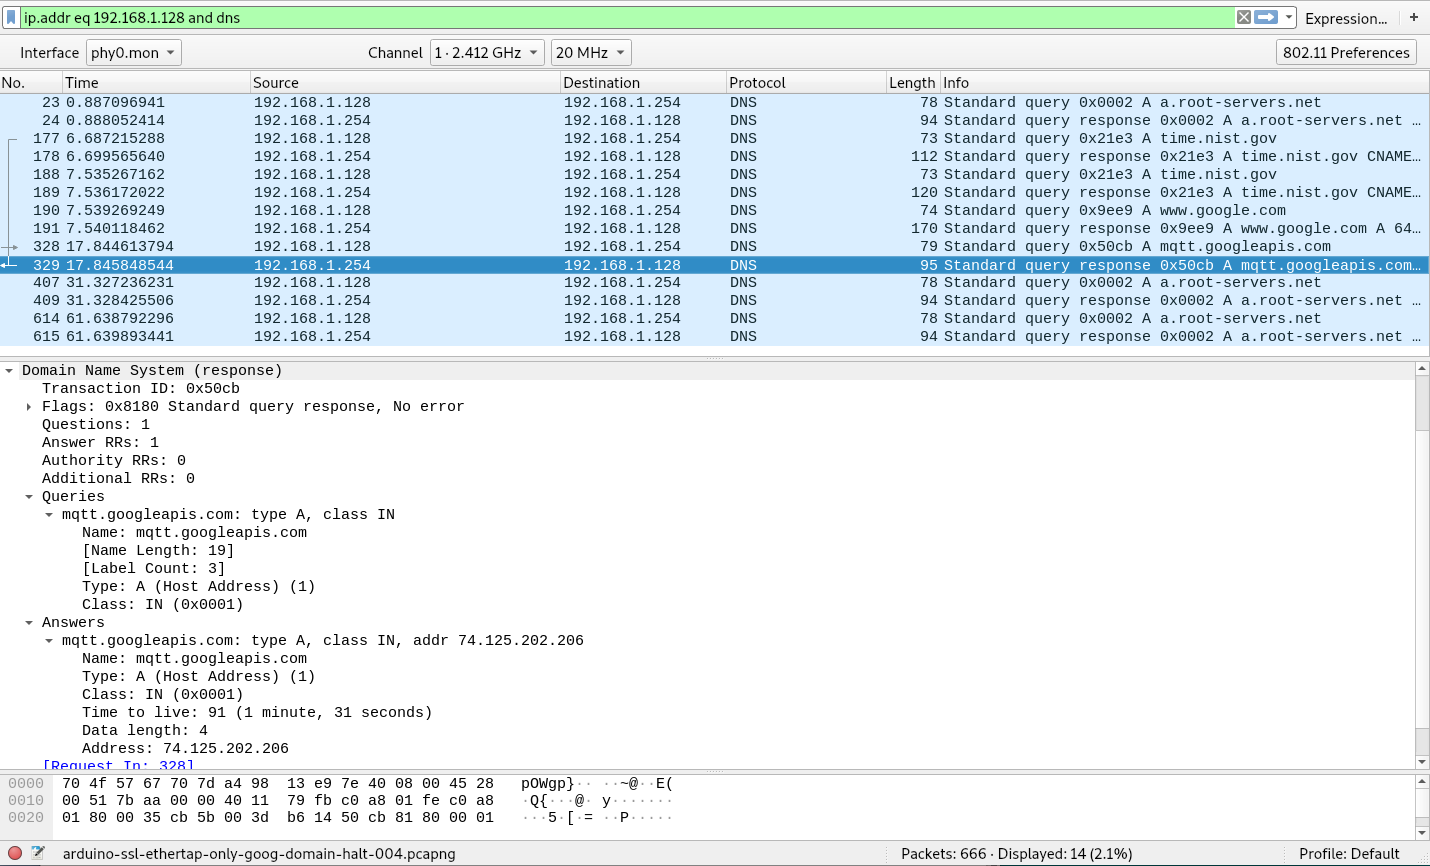 ip.addr eq 192.168.1.128 and dns Expression... +
Interface phy0.mon Channel 1 · 2.412 GHz 20 MHz 802.11 Preferences
No. Time Source Destination Protocol Length Info
23 0.887096941 192.168.1.128 192.168.1.254 DNS 78 Standard query 0x0002 A a.root-servers.net
24 0.888052414 192.168.1.254 192.168.1.128 DNS 94 Standard query response 0x0002 A a.root-servers.net …
177 6.687215288 192.168.1.128 192.168.1.254 DNS 73 Standard query 0x21e3 A time.nist.gov
178 6.699565640 192.168.1.254 192.168.1.128 DNS 112 Standard query response 0x21e3 A time.nist.gov CNAME…
188 7.535267162 192.168.1.128 192.168.1.254 DNS 73 Standard query 0x21e3 A time.nist.gov
189 7.536172022 192.168.1.254 192.168.1.128 DNS 120 Standard query response 0x21e3 A time.nist.gov CNAME…
190 7.539269249 192.168.1.128 192.168.1.254 DNS 74 Standard query 0x9ee9 A www.google.com
191 7.540118462 192.168.1.254 192.168.1.128 DNS 170 Standard query response 0x9ee9 A www.google.com A 64…
328 17.844613794 192.168.1.128 192.168.1.254 DNS 79 Standard query 0x50cb A mqtt.googleapis.com
329 17.845848544 192.168.1.254 192.168.1.128 DNS 95 Standard query response 0x50cb A mqtt.googleapis.com…
407 31.327236231 192.168.1.128 192.168.1.254 DNS 78 Standard query 0x0002 A a.root-servers.net
409 31.328425506 192.168.1.254 192.168.1.128 DNS 94 Standard query response 0x0002 A a.root-servers.net …
614 61.638792296 192.168.1.128 192.168.1.254 DNS 78 Standard query 0x0002 A a.root-servers.net
615 61.639893441 192.168.1.254 192.168.1.128 DNS 94 Standard query response 0x0002 A a.root-servers.net …
Domain Name System (response)
Transaction ID: 0x50cb
Flags: 0x8180 Standard query response, No error
Questions: 1
Answer RRs: 1
Authority RRs: 0
Additional RRs: 0
Queries
mqtt.googleapis.com: type A, class IN
Name: mqtt.googleapis.com
[Name Length: 19]
[Label Count: 3]
Type: A (Host Address) (1)
Class: IN (0x0001)
Answers
mqtt.googleapis.com: type A, class IN, addr 74.125.202.206
Name: mqtt.googleapis.com
Type: A (Host Address) (1)
Class: IN (0x0001)
Time to live: 91 (1 minute, 31 seconds)
Data length: 4
Address: 74.125.202.206
[Request In: 328]
0000 70 4f 57 67 70 7d a4 98 13 e9 7e 40 08 00 45 28 pOWgp}·· ··~@··E(
0010 00 51 7b aa 00 00 40 11 79 fb c0 a8 01 fe c0 a8 ·Q{···@· y·······
0020 01 80 00 35 cb 5b 00 3d b6 14 50 cb 81 80 00 01 ···5·[·= ··P·····
arduino-ssl-ethertap-only-goog-domain-halt-004.pcapng Packets: 666 · Displayed: 14 (2.1%) Profile: Default